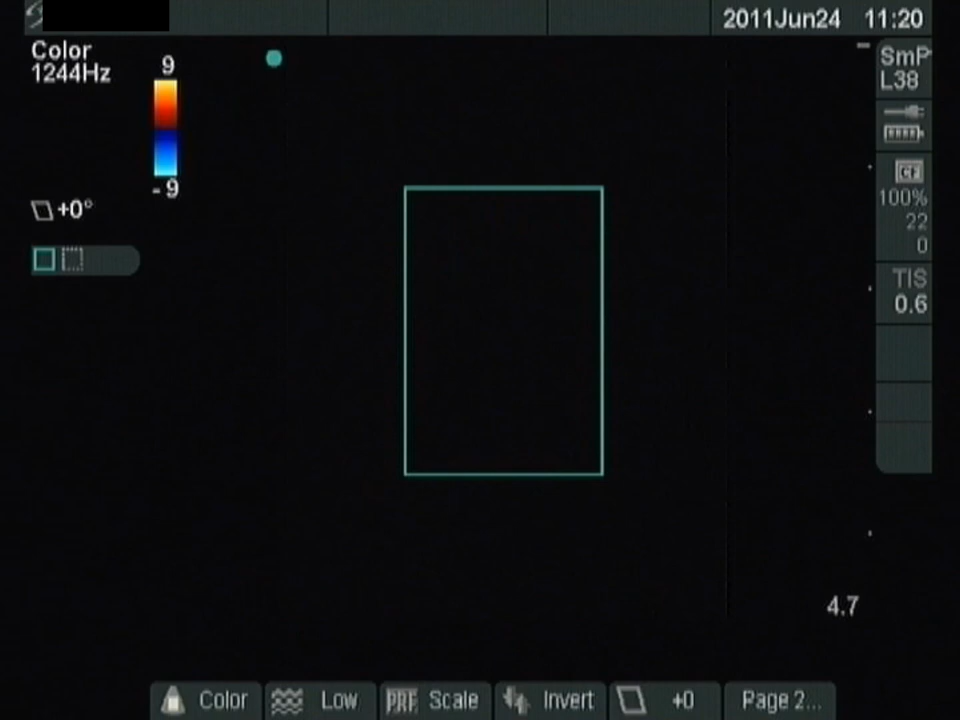 2011Jun24 11:20
Color
1244Hz
9
-9
+0°
SmP
L38
CF
100%
22
0
TIS
0.6
4.7
Color Low PRF Scale Invert +0 Page 2...